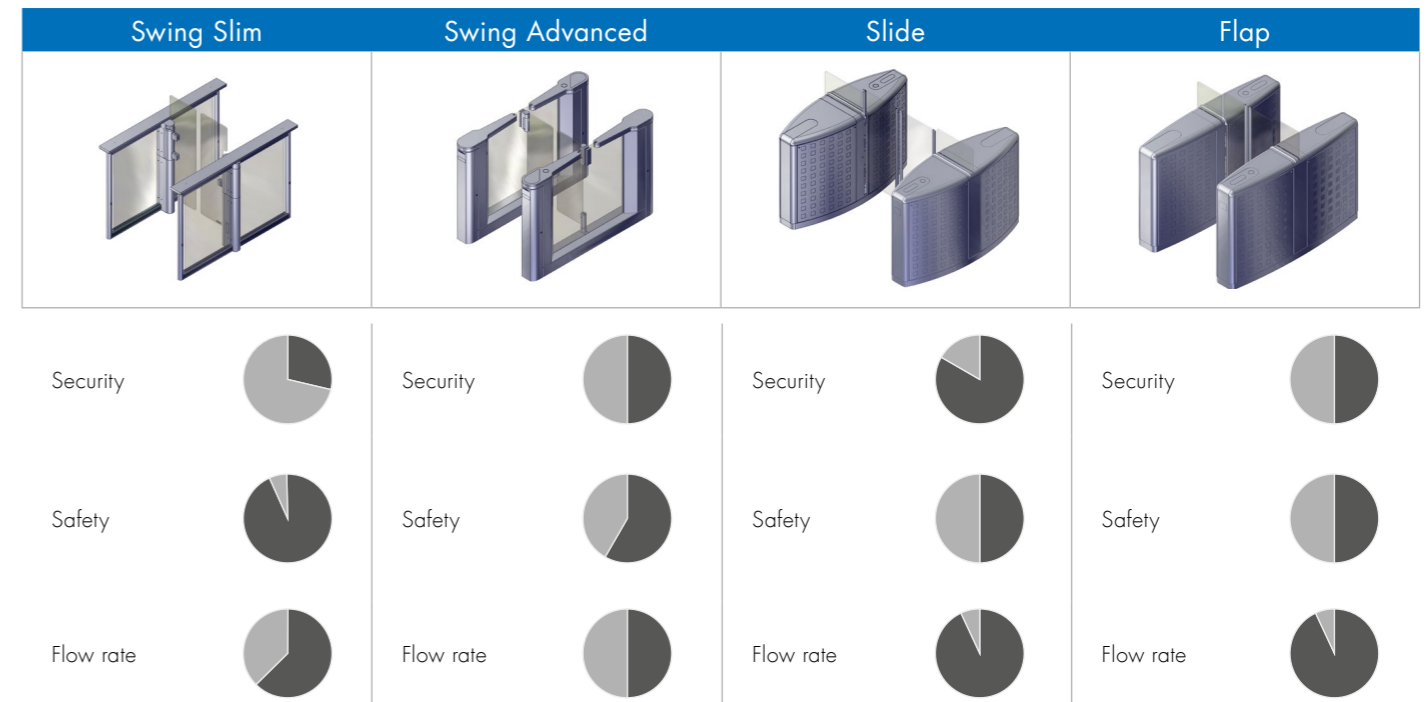 Swing Slim
Swing Advanced
Slide
Flap
Security
Security
Security
Security
Safety
Safety
Safety
Safety
Flow rate
Flow rate
Flow rate
Flow rate